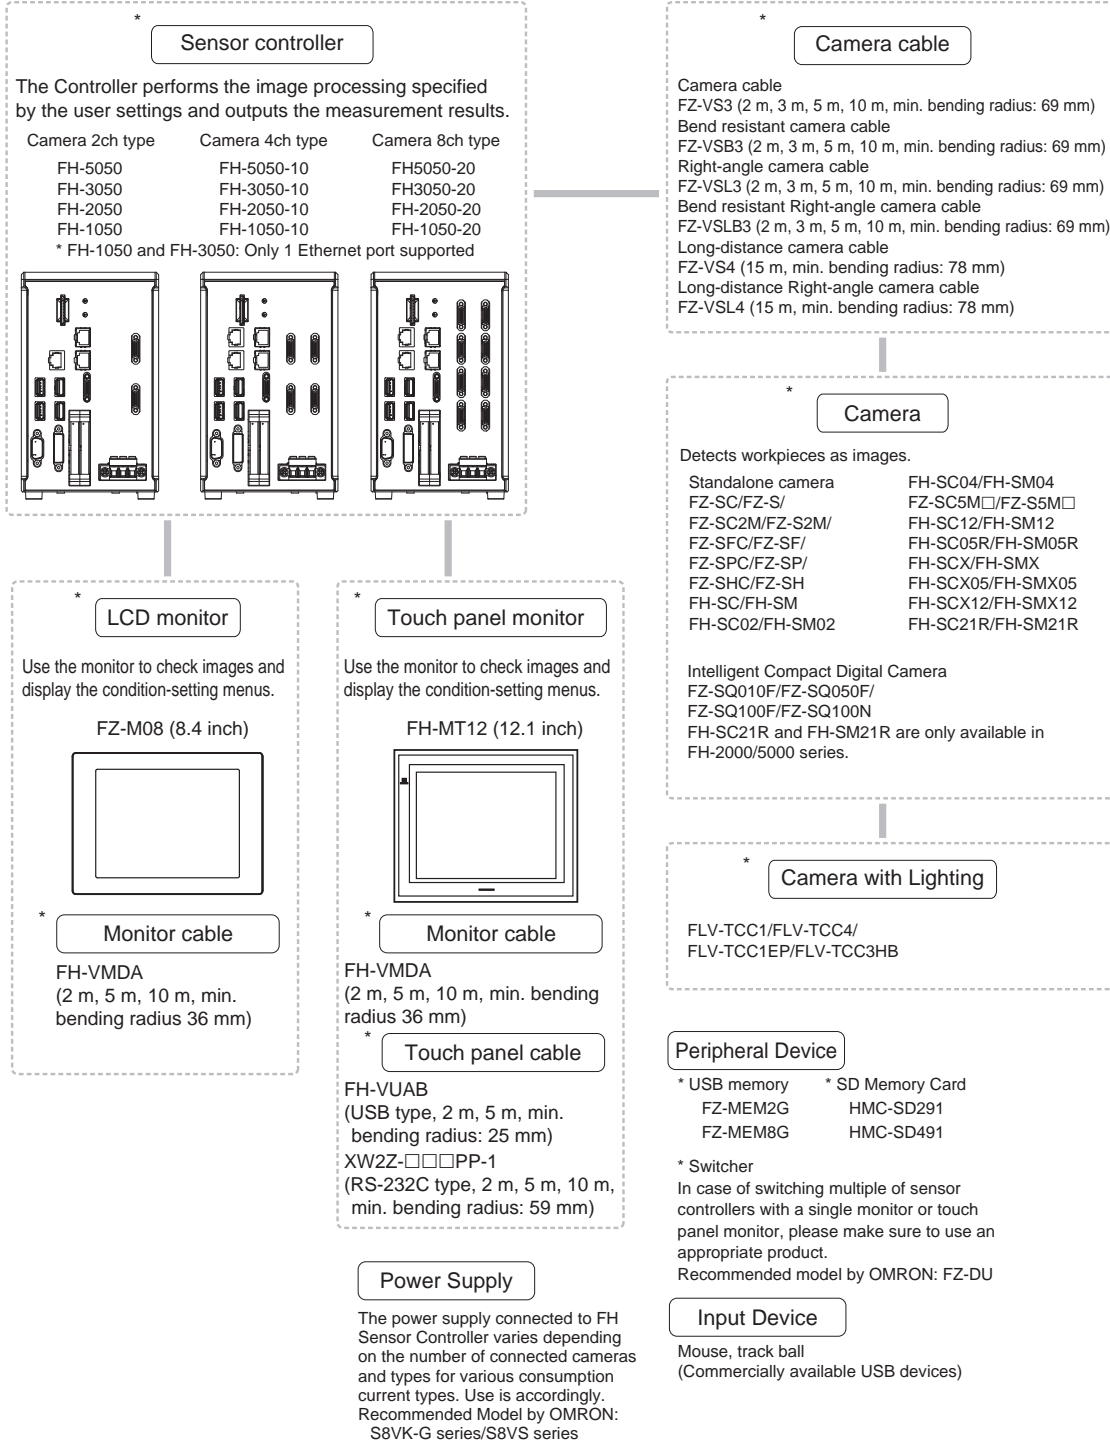 *
Sensor controller
The Controller performs the image processing specified
by the user settings and outputs the measurement results.
Camera 2ch type Camera 4ch type Camera 8ch type
FH-5050 FH-5050-10 FH5050-20
FH-3050 FH-3050-10 FH3050-20
FH-2050 FH-2050-10 FH-2050-20
FH-1050 FH-1050-10 FH-1050-20
* FH-1050 and FH-3050: Only 1 Ethernet port supported
*
Camera cable
Camera cable
FZ-VS3 (2 m, 3 m, 5 m, 10 m, min. bending radius: 69 mm)
Bend resistant camera cable
FZ-VSB3 (2 m, 3 m, 5 m, 10 m, min. bending radius: 69 mm)
Right-angle camera cable
FZ-VSL3 (2 m, 3 m, 5 m, 10 m, min. bending radius: 69 mm)
Bend resistant Right-angle camera cable
FZ-VSLB3 (2 m, 3 m, 5 m, 10 m, min. bending radius: 69 mm)
Long-distance camera cable
FZ-VS4 (15 m, min. bending radius: 78 mm)
Long-distance Right-angle camera cable
FZ-VSL4 (15 m, min. bending radius: 78 mm)
*
Camera
Detects workpieces as images.
Standalone camera
FZ-SC/FZ-S/
FZ-SC2M/FZ-S2M/
FZ-SFC/FZ-SF/
FZ-SPC/FZ-SP/
FZ-SHC/FZ-SH
FH-SC/FH-SM
FH-SC02/FH-SM02
FH-SC04/FH-SM04
FZ-SC5M□/FZ-S5M□
FH-SC12/FH-SM12
FH-SC05R/FH-SM05R
FH-SCX/FH-SMX
FH-SCX05/FH-SMX05
FH-SCX12/FH-SMX12
FH-SC21R/FH-SM21R
Intelligent Compact Digital Camera
FZ-SQ010F/FZ-SQ050F/
FZ-SQ100F/FZ-SQ100N
FH-SC21R and FH-SM21R are only available in
FH-2000/5000 series.
*
Camera with Lighting
FLV-TCC1/FLV-TCC4/
FLV-TCC1EP/FLV-TCC3HB
*
LCD monitor
Use the monitor to check images and
display the condition-setting menus.
FZ-M08 (8.4 inch)
*
Monitor cable
FH-VMDA
(2 m, 5 m, 10 m, min.
bending radius 36 mm)
*
Touch panel monitor
Use the monitor to check images and
display the condition-setting menus.
FH-MT12 (12.1 inch)
*
Monitor cable
FH-VMDA
(2 m, 5 m, 10 m, min. bending
radius 36 mm)
*
Touch panel cable
FH-VUAB
(USB type, 2 m, 5 m, min.
bending radius: 25 mm)
XW2Z-□□□PP-1
(RS-232C type, 2 m, 5 m, 10 m,
min. bending radius: 59 mm)
Power Supply
The power supply connected to FH
Sensor Controller varies depending
on the number of connected cameras
and types for various consumption
current types. Use is accordingly.
Recommended Model by OMRON:
S8VK-G series/S8VS series
Peripheral Device
* USB memory * SD Memory Card
FZ-MEM2G HMC-SD291
FZ-MEM8G HMC-SD491
* Switcher
In case of switching multiple of sensor
controllers with a single monitor or touch
panel monitor, please make sure to use an
appropriate product.
Recommended model by OMRON: FZ-DU
Input Device
Mouse, track ball
(Commercially available USB devices)